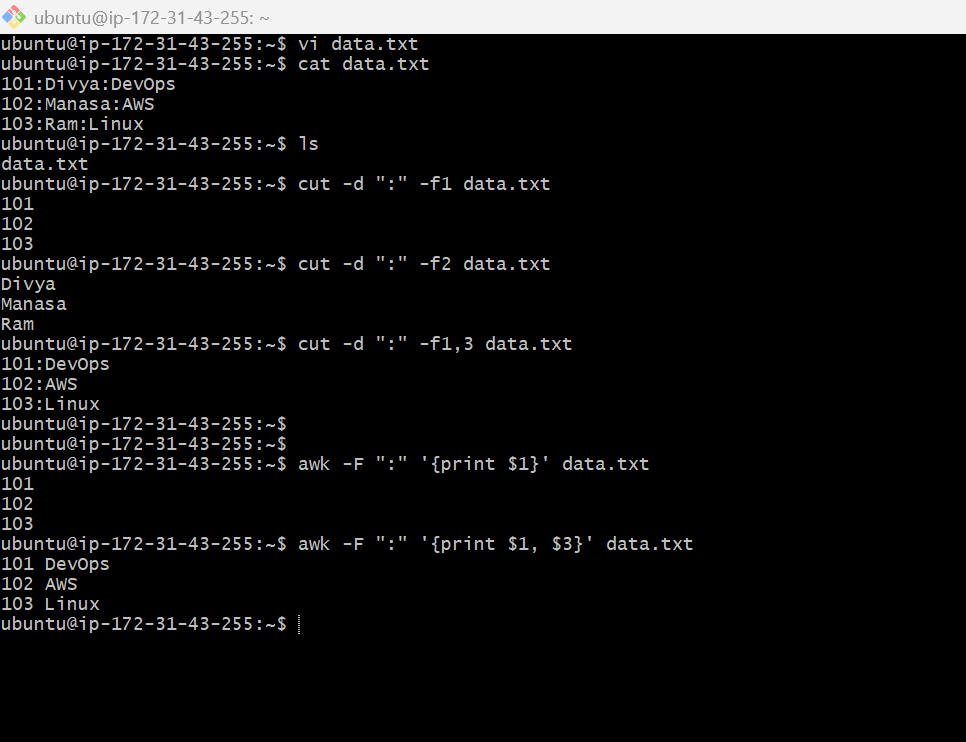 ubuntu@ip-172-31-43-255: ~
ubuntu@ip-172-31-43-255:~$ vi data.txt
ubuntu@ip-172-31-43-255:~$ cat data.txt
101:Divya:DevOps
102:Manasa:AWS
103:Ram:Linux
ubuntu@ip-172-31-43-255:~$ ls
data.txt
ubuntu@ip-172-31-43-255:~$ cut -d ":" -f1 data.txt
101
102
103
ubuntu@ip-172-31-43-255:~$ cut -d ":" -f2 data.txt
Divya
Manasa
Ram
ubuntu@ip-172-31-43-255:~$ cut -d ":" -f1,3 data.txt
101:DevOps
102:AWS
103:Linux
ubuntu@ip-172-31-43-255:~$
ubuntu@ip-172-31-43-255:~$
ubuntu@ip-172-31-43-255:~$ awk -F ":" '{print $1}' data.txt
101
102
103
ubuntu@ip-172-31-43-255:~$ awk -F ":" '{print $1, $3}' data.txt
101 DevOps
102 AWS
103 Linux
ubuntu@ip-172-31-43-255:~$